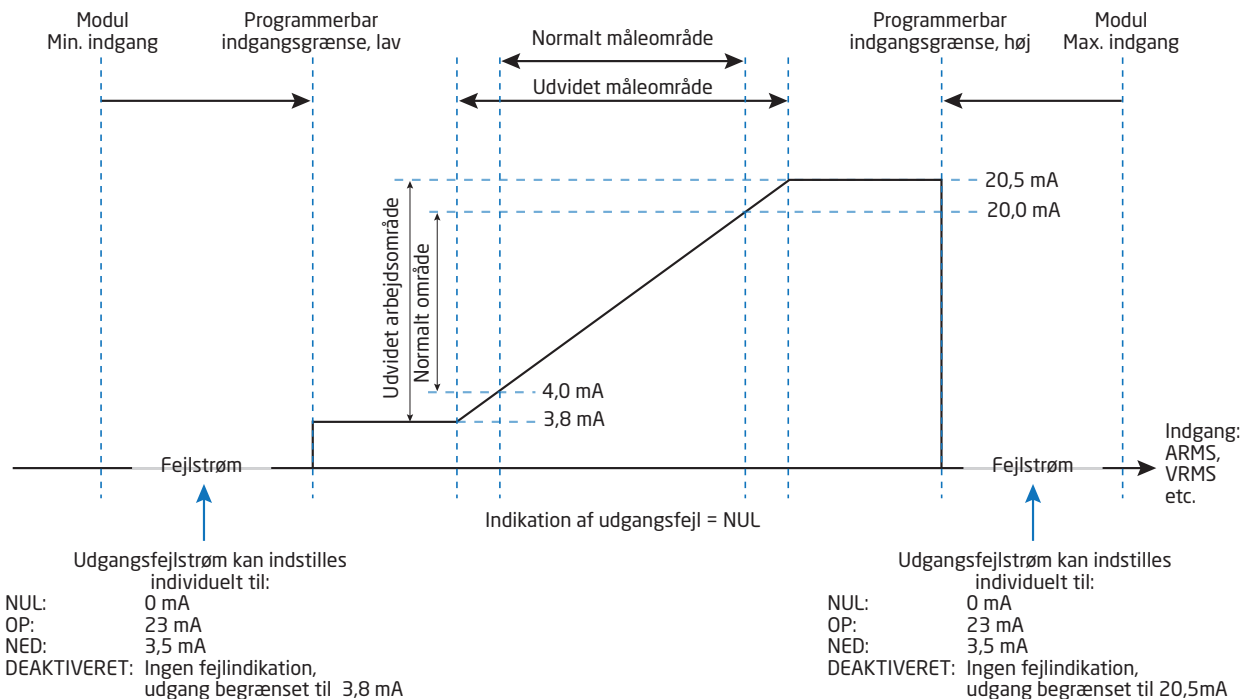 Modul
Min. indgang
Programmerbar
indgangsgrænse, lav
Normalt måleområde
Udvidet måleområde
Programmerbar
indgangsgrænse, høj
Modul
Max. indgang
Udvidet arbejdsområde
Normalt område
20,5 mA
20,0 mA
4,0 mA
3,8 mA
Fejlstrøm
Fejlstrøm
Indgang:
ARMS,
VRMS
etc.
Indikation af udgangsfejl = NUL
Udgangsfejlstrøm kan indstilles
individuelt til:
NUL: 0 mA
OP: 23 mA
NED: 3,5 mA
DEAKTIVERET: Ingen fejlindikation,
udgang begrænset til 3,8 mA
Udgangsfejlstrøm kan indstilles
individuelt til:
NUL: 0 mA
OP: 23 mA
NED: 3,5 mA
DEAKTIVERET: Ingen fejlindikation,
udgang begrænset til 20,5mA